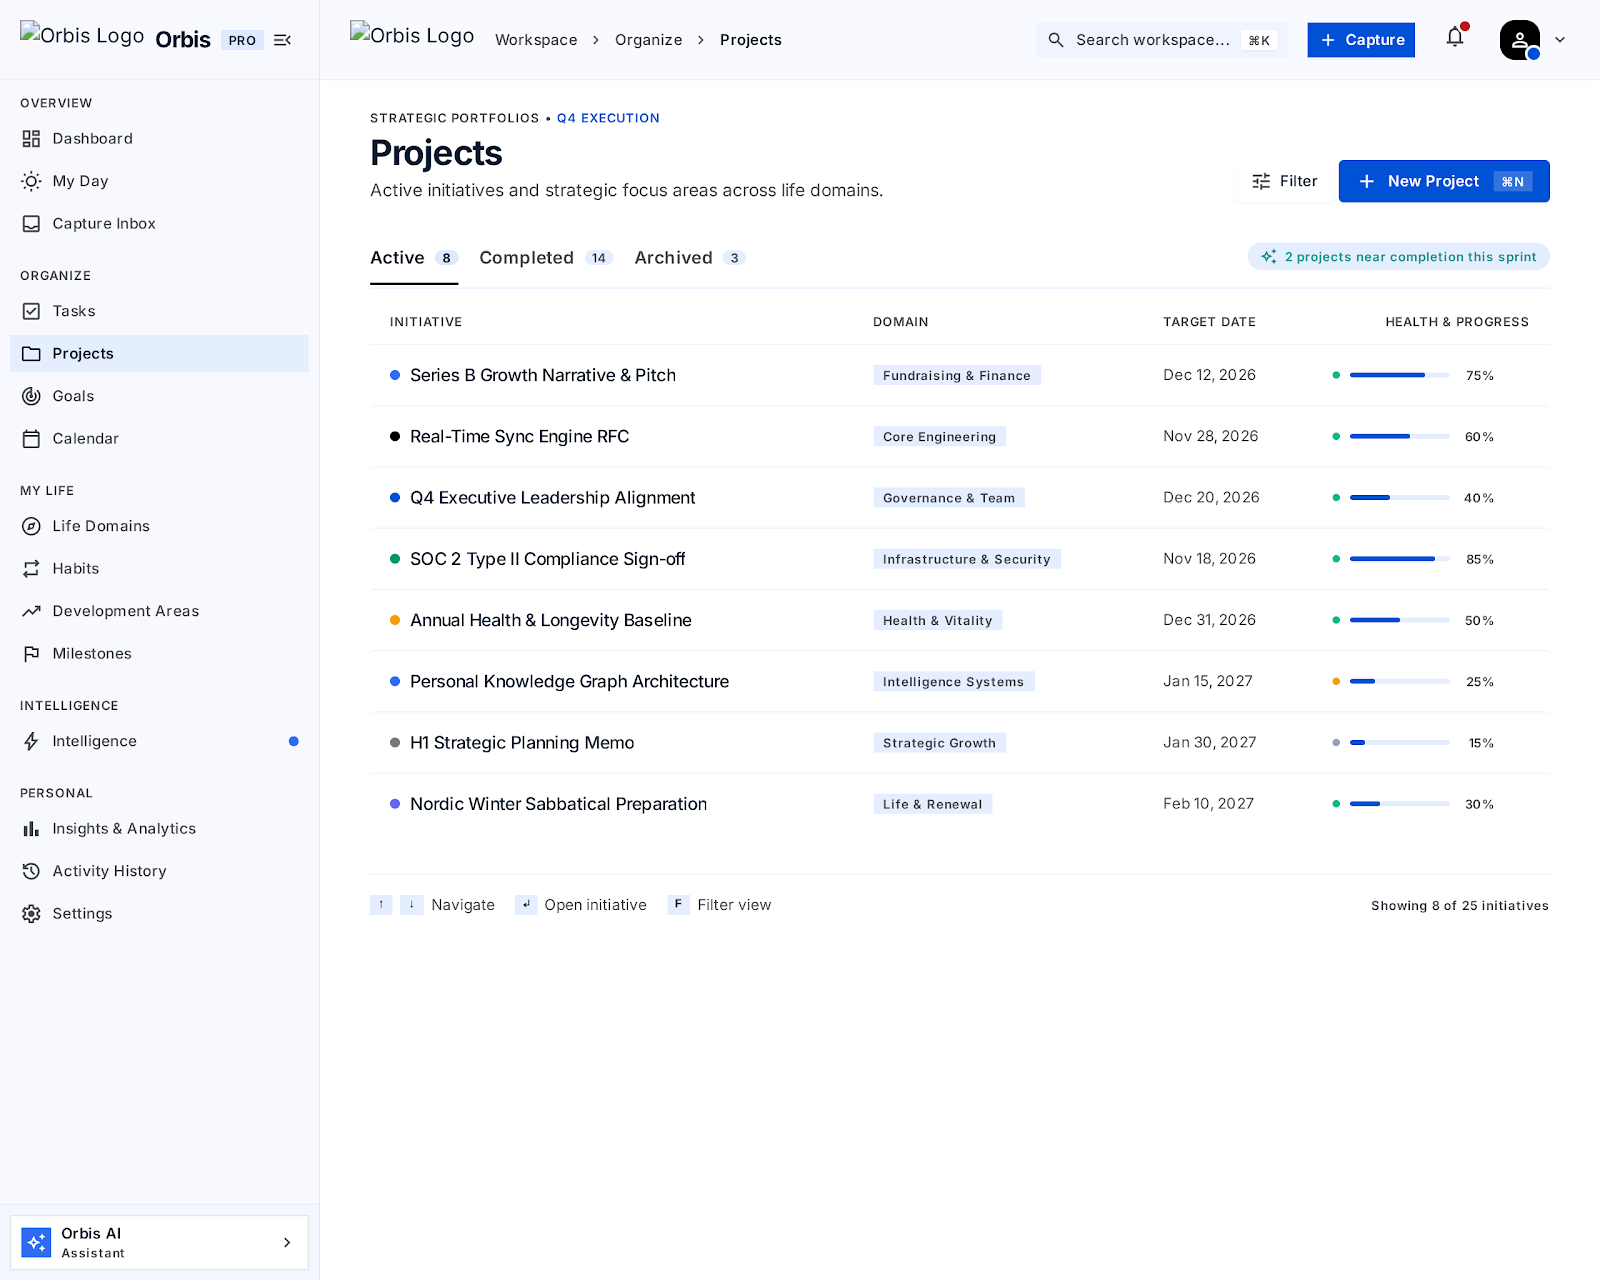 Orbis Logo Orbis PRO
OVERVIEW
Dashboard
My Day
Capture Inbox
ORGANIZE
Tasks
Projects
Goals
Calendar
MY LIFE
Life Domains
Habits
Development Areas
Milestones
INTELLIGENCE
Intelligence
PERSONAL
Insights & Analytics
Activity History
Settings
Orbis AI
Assistant
Orbis Logo Workspace Organize Projects
Search workspace... ⌘K
Capture
STRATEGIC PORTFOLIOS • Q4 EXECUTION
Projects
Active initiatives and strategic focus areas across life domains.
Filter
New Project ⌘N
Active 8 Completed 14 Archived 3
2 projects near completion this sprint
INITIATIVE DOMAIN TARGET DATE HEALTH & PROGRESS
Series B Growth Narrative & Pitch Fundraising & Finance Dec 12, 2026 75%
Real-Time Sync Engine RFC Core Engineering Nov 28, 2026 60%
Q4 Executive Leadership Alignment Governance & Team Dec 20, 2026 40%
SOC 2 Type II Compliance Sign-off Infrastructure & Security Nov 18, 2026 85%
Annual Health & Longevity Baseline Health & Vitality Dec 31, 2026 50%
Personal Knowledge Graph Architecture Intelligence Systems Jan 15, 2027 25%
H1 Strategic Planning Memo Strategic Growth Jan 30, 2027 15%
Nordic Winter Sabbatical Preparation Life & Renewal Feb 10, 2027 30%
↑ ↓ Navigate ↵ Open initiative F Filter view
Showing 8 of 25 initiatives